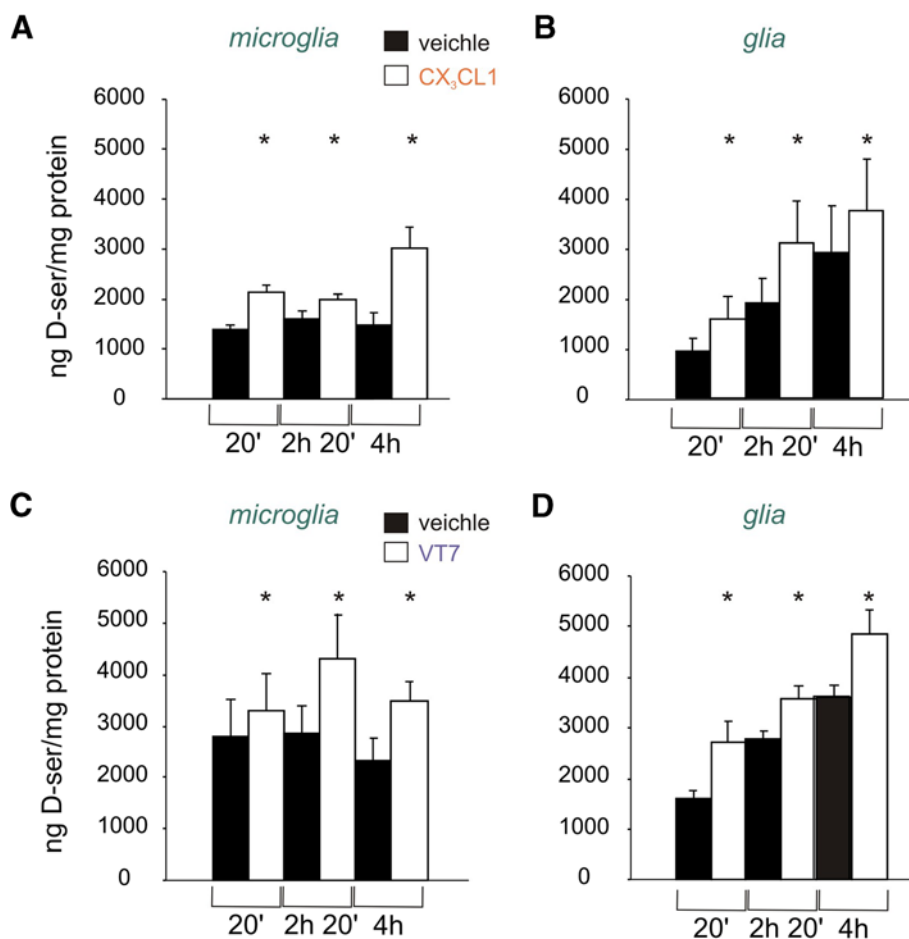 A
microglia
veichle
CX₃CL1
ng D-ser/mg protein
6000
5000
4000
3000
2000
1000
0
* * *
20' 2h 20' 4h
B
glia
6000
5000
4000
3000
2000
1000
0
* * *
20' 2h 20' 4h
C
microglia
veichle
VT7
ng D-ser/mg protein
6000
5000
4000
3000
2000
1000
0
* * *
20' 2h 20' 4h
D
glia
6000
5000
4000
3000
2000
1000
0
* * *
20' 2h 20' 4h